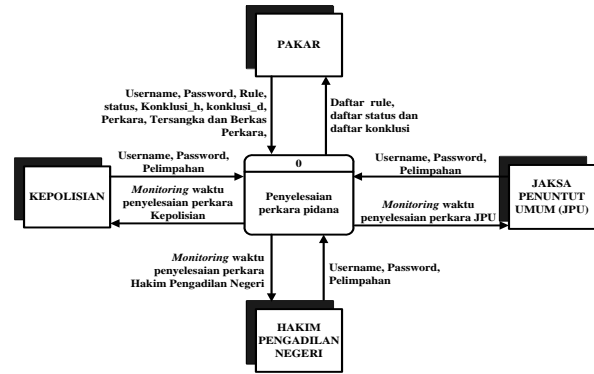 PAKAR
Username, Password, Rule,
status, Konklusi_h, konklusi_d,
Perkara, Tersangka dan Berkas
Perkara,
Daftar rule,
daftar status dan
daftar konklusi
Username, Password,
Pelimpahan
KEPOLISIAN
Monitoring waktu
penyelesaian perkara
Kepolisian
0
Penyelesaian
perkara pidana
Username, Password,
Pelimpahan
Monitoring waktu
penyelesaian perkara JPU
JAKSA
PENUNTUT
UMUM (JPU)
Monitoring waktu
penyelesaian perkara
Hakim Pengadilan Negeri
Username, Password,
Pelimpahan
HAKIM
PENGADILAN
NEGERI